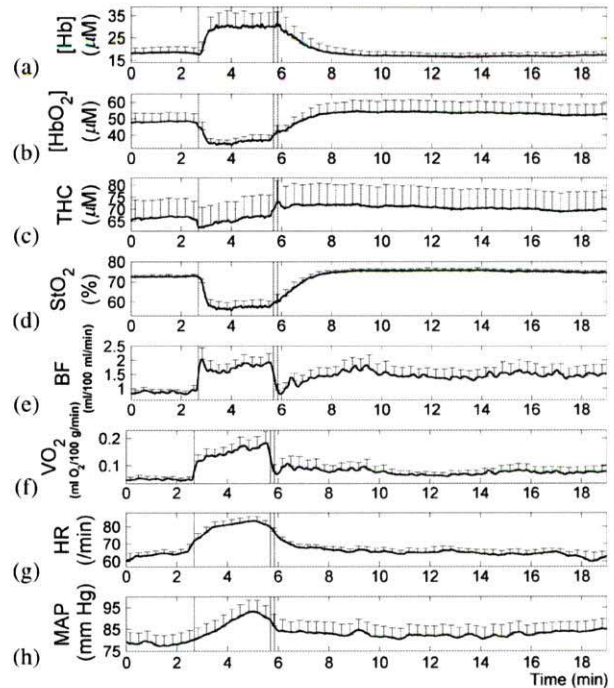 35
25
15
(a) [Hb] (µM)
0 2 4 6 8 10 12 14 16 18
60
50
40
(b) [HbO2] (µM)
0 2 4 6 8 10 12 14 16 18
80
75
70
65
(c) THC (µM)
0 2 4 6 8 10 12 14 16 18
80
70
60
(d) StO2 (%)
0 2 4 6 8 10 12 14 16 18
2.5
2
1.5
1
(e) BF (ml/100 ml/min)
0 2 4 6 8 10 12 14 16 18
0.2
0.1
(f) VO2 (ml O2/100 g/min)
0 2 4 6 8 10 12 14 16 18
80
70
60
(g) HR (/min)
0 2 4 6 8 10 12 14 16 18
95
85
75
(h) MAP (mm Hg)
0 2 4 6 8 10 12 14 16 18
Time (min)